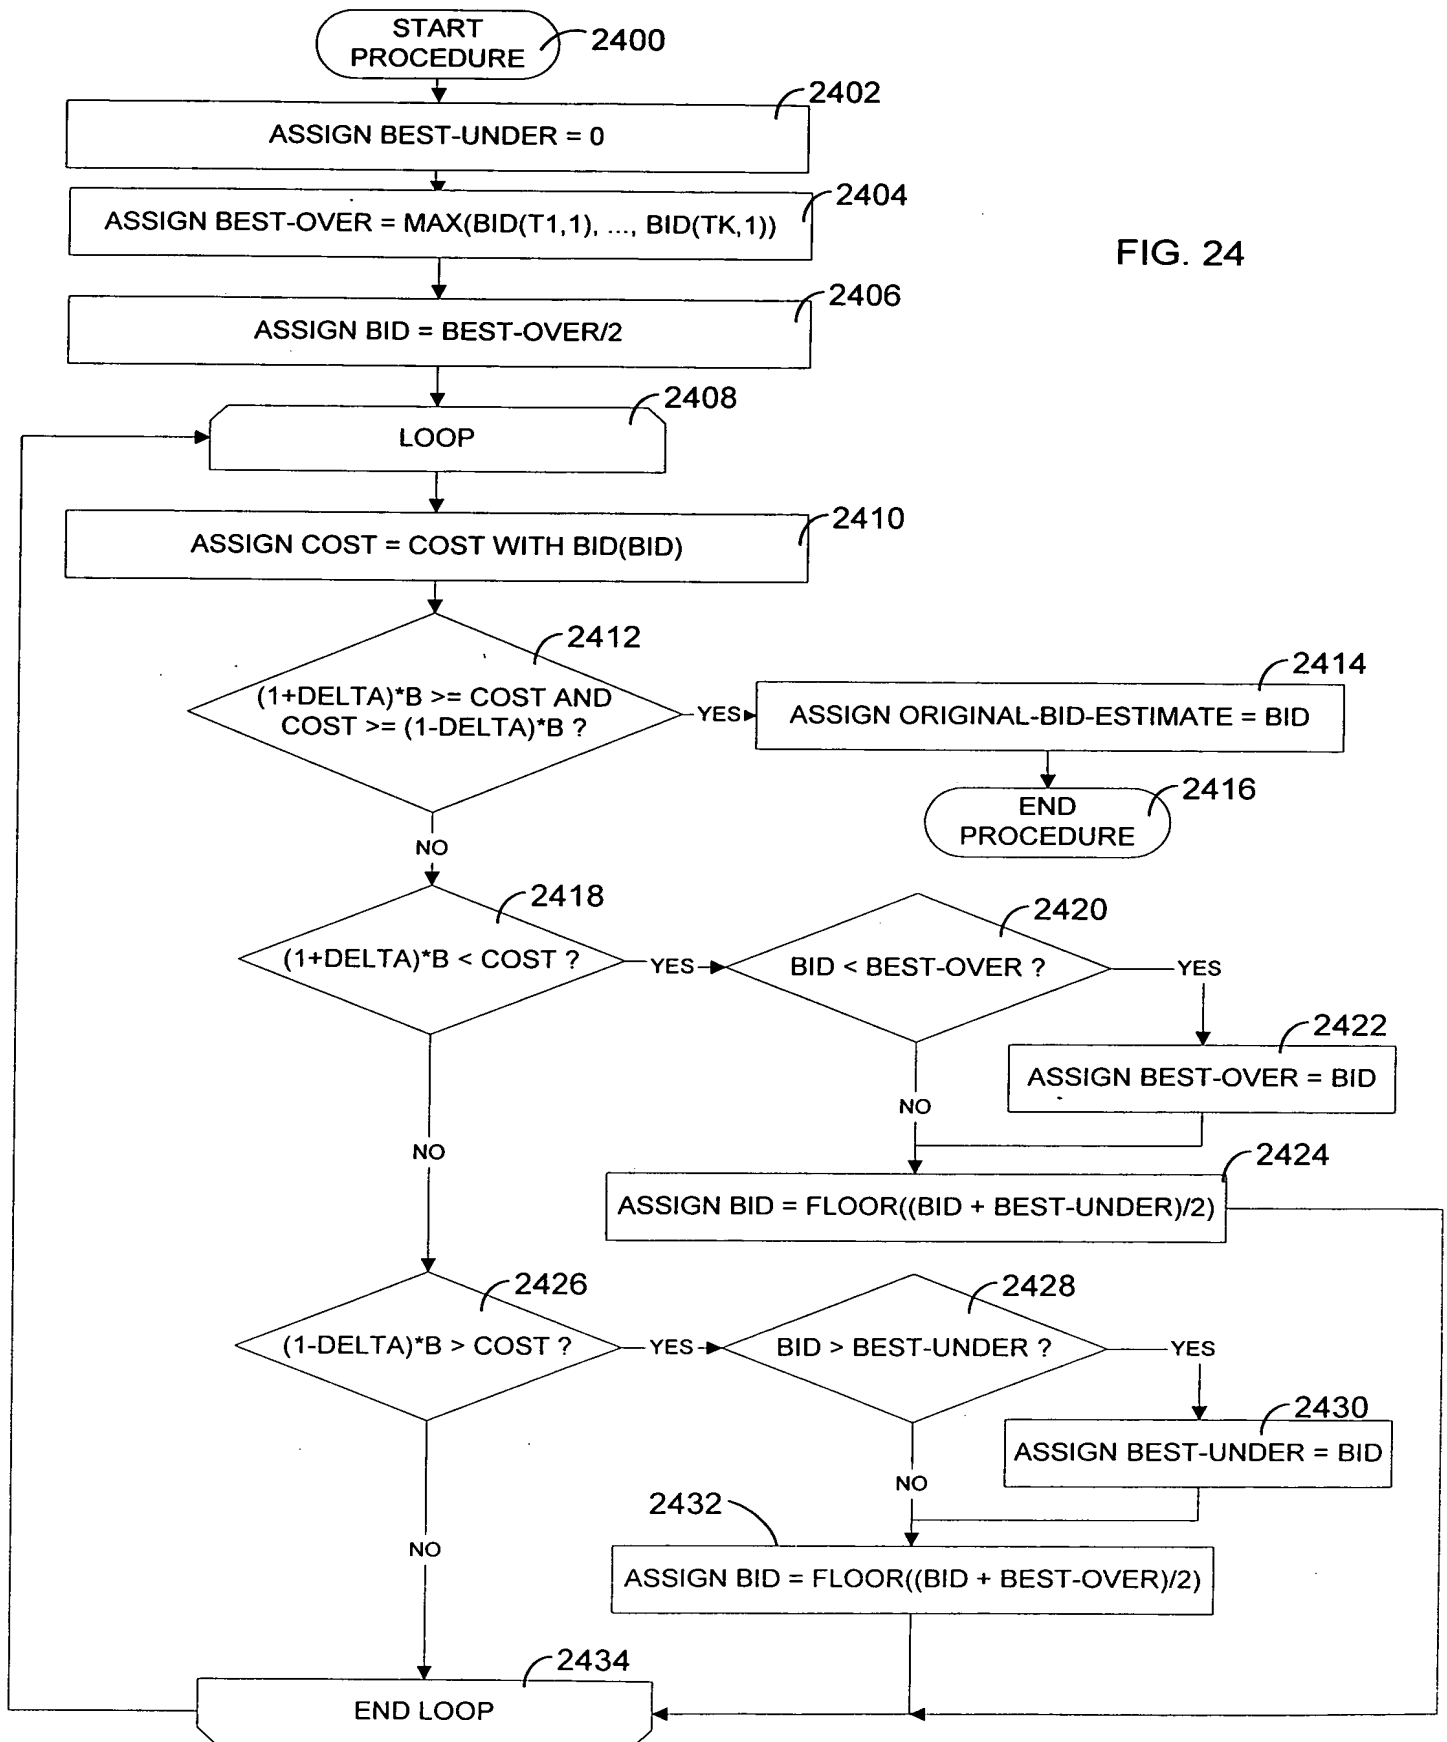 START
PROCEDURE
2400
2402
ASSIGN BEST-UNDER = 0
2404
ASSIGN BEST-OVER = MAX(BID(T1,1), ..., BID(TK,1))
FIG. 24
2406
ASSIGN BID = BEST-OVER/2
2408
LOOP
2410
ASSIGN COST = COST WITH BID(BID)
2412
(1+DELTA)*B >= COST AND
COST >= (1-DELTA)*B ?
YES
2414
ASSIGN ORIGINAL-BID-ESTIMATE = BID
2416
END
PROCEDURE
NO
2418
(1+DELTA)*B < COST ?
YES
2420
BID < BEST-OVER ?
YES
2422
ASSIGN BEST-OVER = BID
NO
NO
2424
ASSIGN BID = FLOOR((BID + BEST-UNDER)/2)
2426
(1-DELTA)*B > COST ?
YES
2428
BID > BEST-UNDER ?
YES
2430
ASSIGN BEST-UNDER = BID
NO
2432
NO
ASSIGN BID = FLOOR((BID + BEST-OVER)/2)
2434
END LOOP